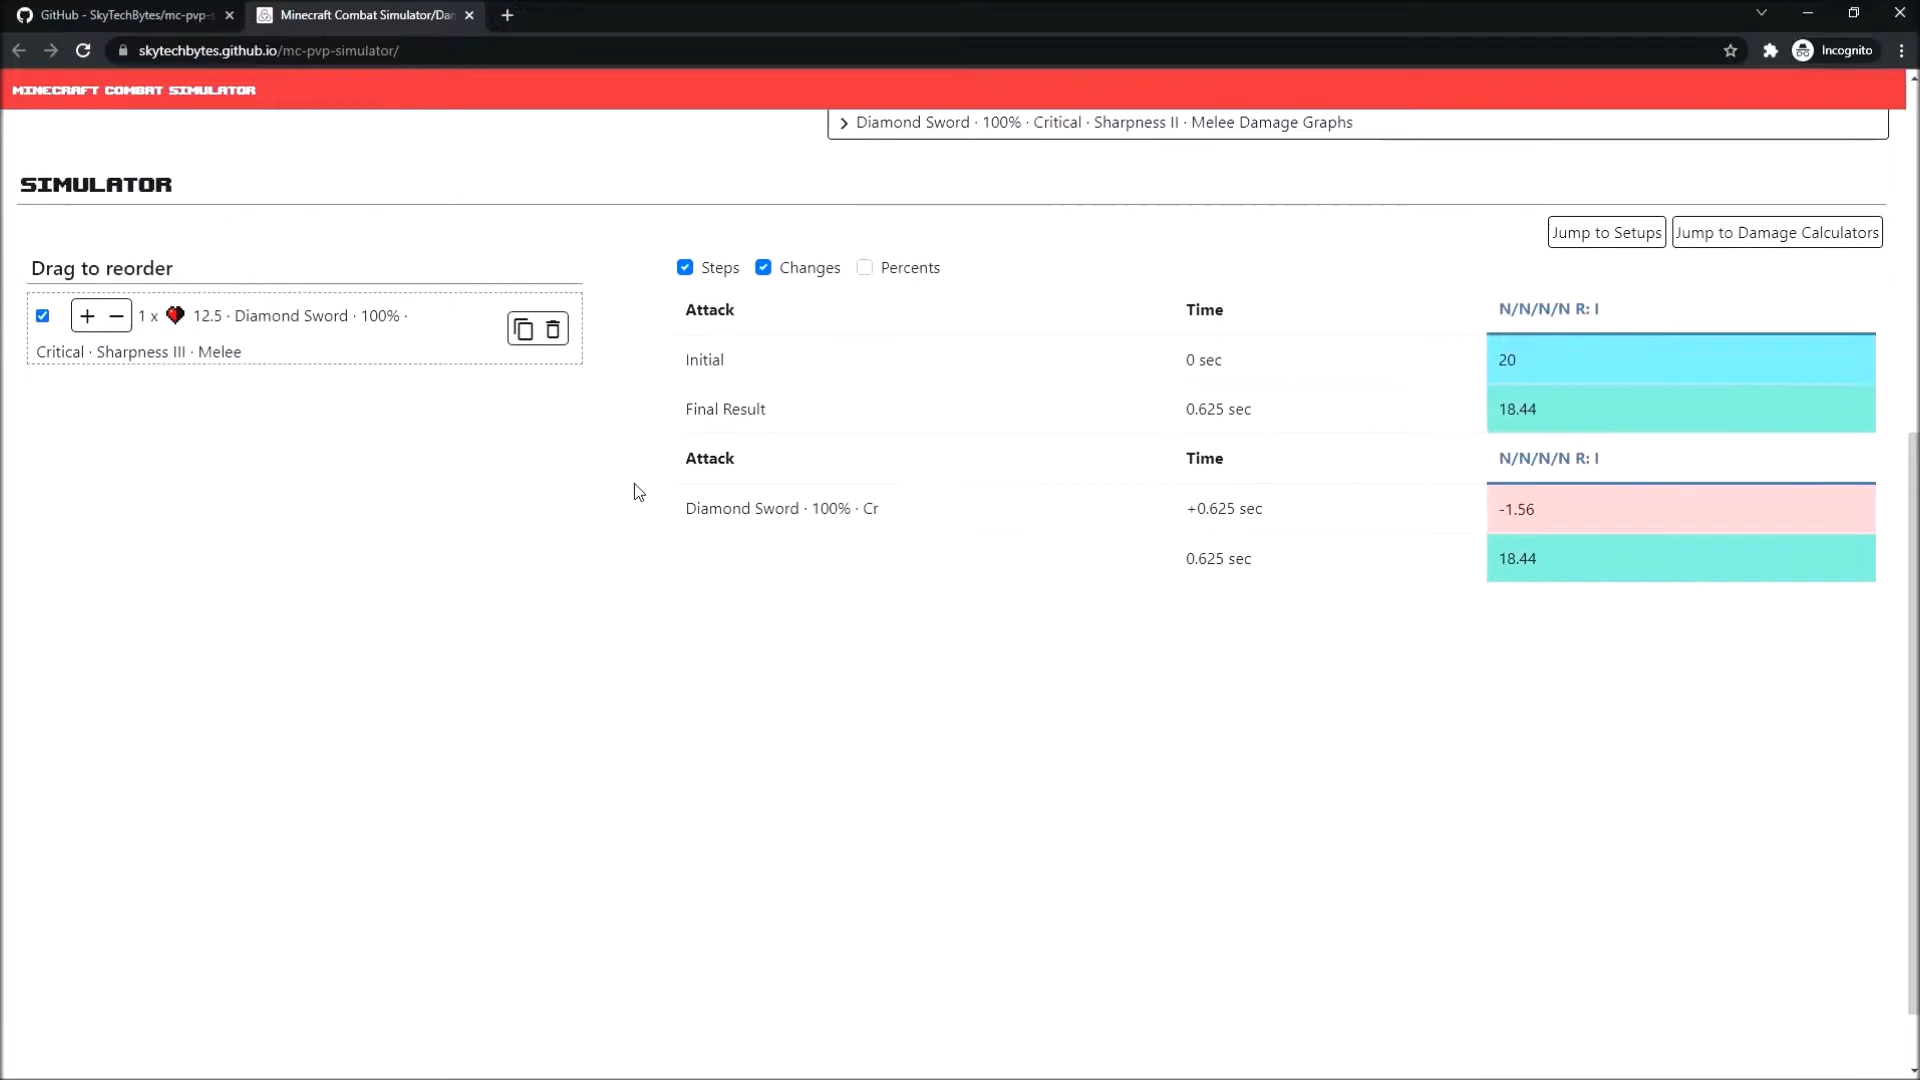 GitHub - SkyTechBytes/mc-pvp-s
Minecraft Combat Simulator/Dan
skytechbytes.github.io/mc-pvp-simulator/
Incognito
MINECRAFT COMBAT SIMULATOR
Diamond Sword · 100% · Critical · Sharpness II · Melee Damage Graphs
SIMULATOR
Jump to Setups
Jump to Damage Calculators
Drag to reorder
+ − 1 x 12.5 · Diamond Sword · 100% ·
Critical · Sharpness III · Melee
Steps Changes Percents
Attack Time N/N/N/N R: I
Initial 0 sec 20
Final Result 0.625 sec 18.44
Attack Time N/N/N/N R: I
Diamond Sword · 100% · Cr +0.625 sec -1.56
0.625 sec 18.44